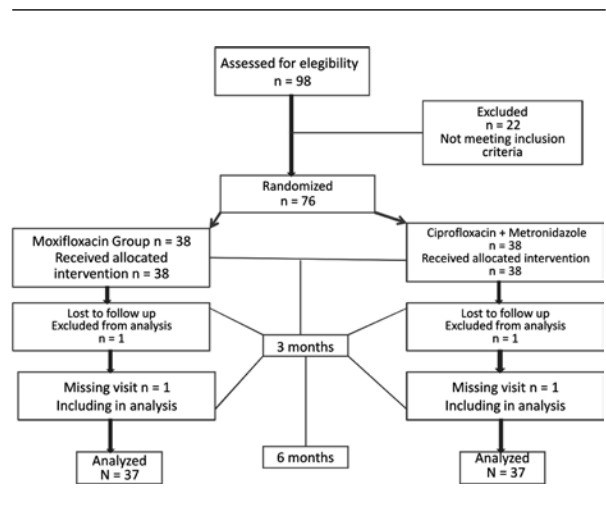 Assessed for elegibility
n = 98
Excluded
n = 22
Not meeting inclusion
criteria
Randomized
n = 76
Moxifloxacin Group n = 38
Received allocated
intervention n = 38
Ciprofloxacin + Metronidazole
n = 38
Received allocated intervention
n = 38
Lost to follow up
Excluded from analysis
n = 1
3 months
Lost to follow up
Excluded from analysis
n = 1
Missing visit n = 1
Including in analysis
Missing visit n = 1
Including in analysis
Analyzed
N = 37
6 months
Analyzed
N = 37